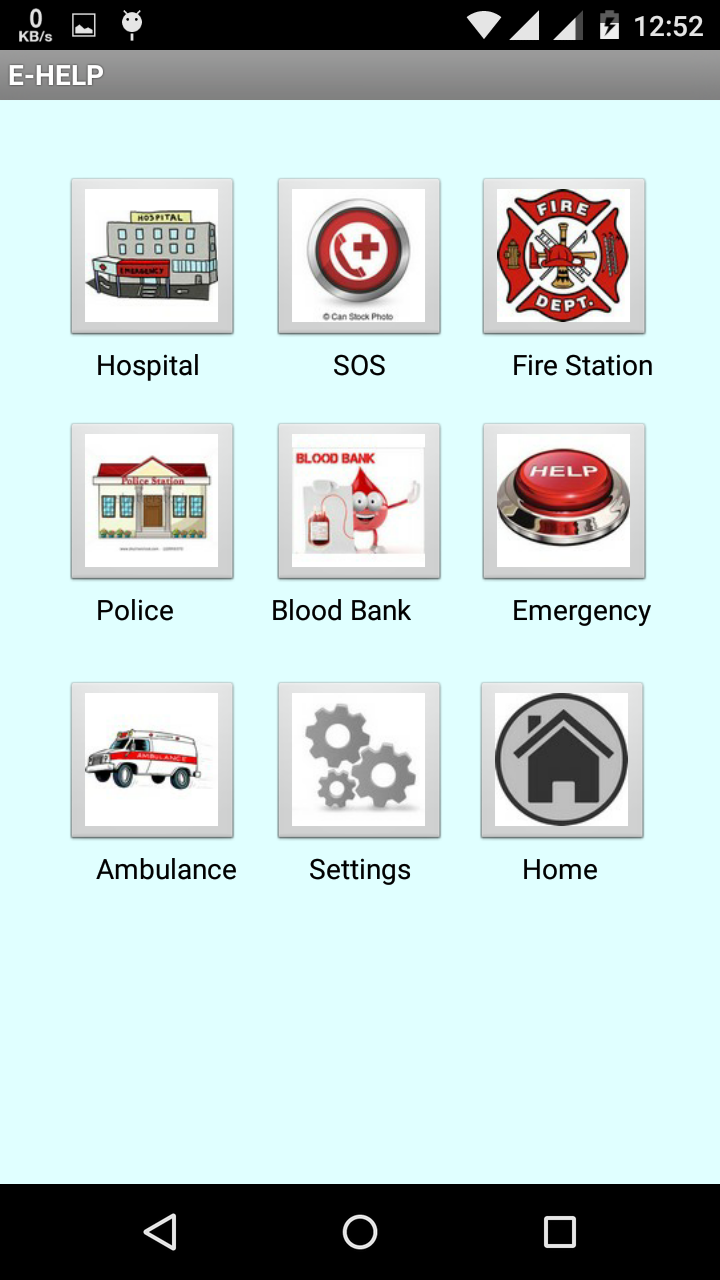 0
KB/s
12:52
E-HELP
HOSPITAL
EMERGENCY
© Can Stock Photo
FIRE
DEPT.
Hospital
SOS
Fire Station
Police Station
BLOOD BANK
HELP
Police
Blood Bank
Emergency
AMBULANCE
Ambulance
Settings
Home